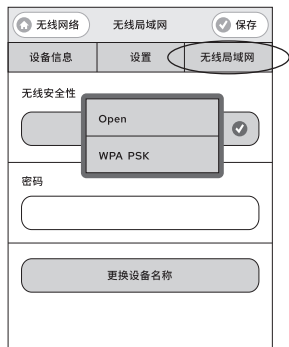 无线网络 无线局域网 保存
设备信息 设置 无线局域网
无线安全性
Open
WPA PSK
密码
更换设备名称